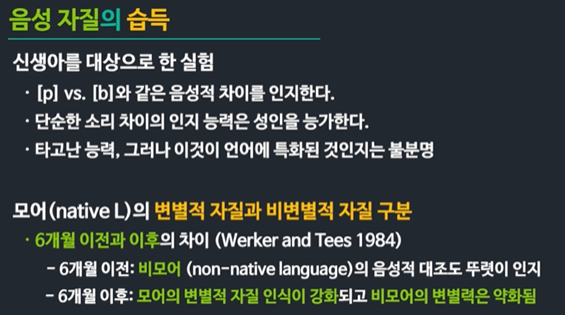 음성 자질의 습득
신생아를 대상으로 한 실험
· [p] vs. [b]와 같은 음성적 차이를 인지한다.
· 단순한 소리 차이의 인지 능력은 성인을 능가한다.
· 타고난 능력, 그러나 이것이 언어에 특화된 것인지는 불분명
모어(native L)의 변별적 자질과 비변별적 자질 구분
· 6개월 이전과 이후의 차이 (Werker and Tees 1984)
– 6개월 이전: 비모어 (non-native language)의 음성적 대조도 뚜렷이 인지
– 6개월 이후: 모어의 변별적 자질 인식이 강화되고 비모어의 변별력은 약화됨